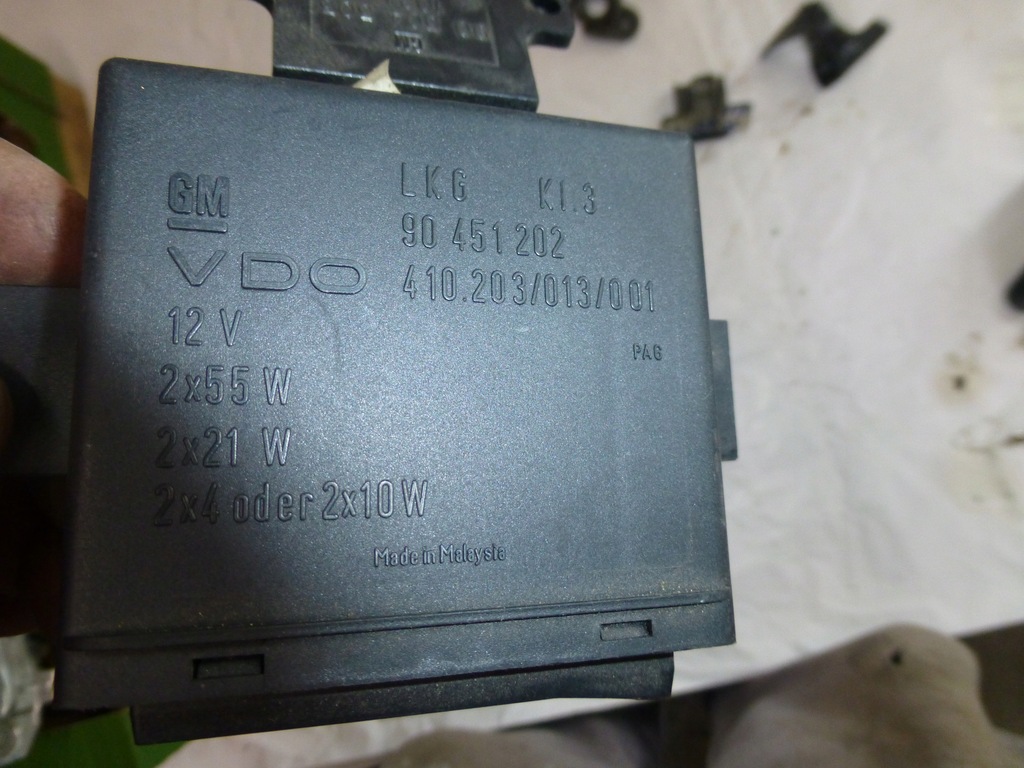 GM
VDO
12 V
2x55 W
2x21 W
2x4 oder 2x10W
LKG Kl.3
90 451 202
410.203/013/001
PAG
Made in Malaysia